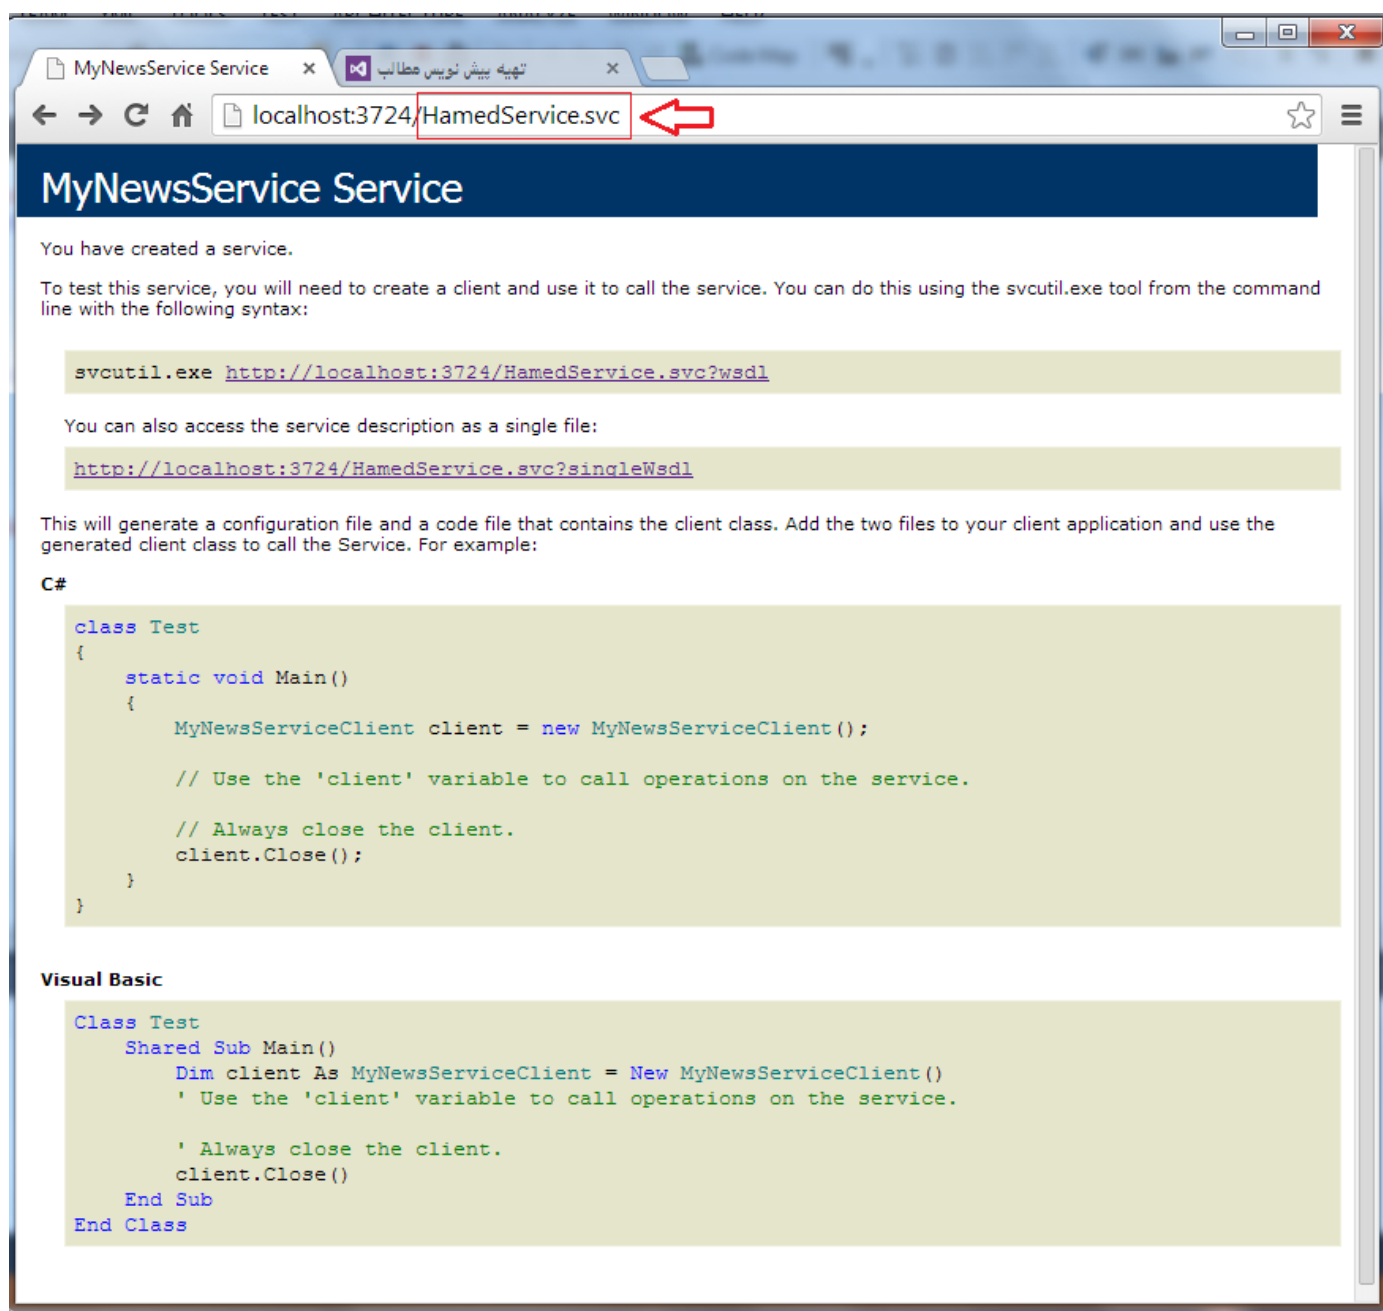 MyNewsService Service
تهیه پیش نویس مطالب
localhost:3724/HamedService.svc
MyNewsService Service
You have created a service.
To test this service, you will need to create a client and use it to call the service. You can do this using the svcutil.exe tool from the command
line with the following syntax:
svcutil.exe http://localhost:3724/HamedService.svc?wsdl
You can also access the service description as a single file:
http://localhost:3724/HamedService.svc?singleWsdl
This will generate a configuration file and a code file that contains the client class. Add the two files to your client application and use the
generated client class to call the Service. For example:
C#
class Test
{
    static void Main()
    {
        MyNewsServiceClient client = new MyNewsServiceClient();
        // Use the 'client' variable to call operations on the service.
        // Always close the client.
        client.Close();
    }
}
Visual Basic
Class Test
    Shared Sub Main()
        Dim client As MyNewsServiceClient = New MyNewsServiceClient()
        ' Use the 'client' variable to call operations on the service.
        ' Always close the client.
        client.Close()
    End Sub
End Class